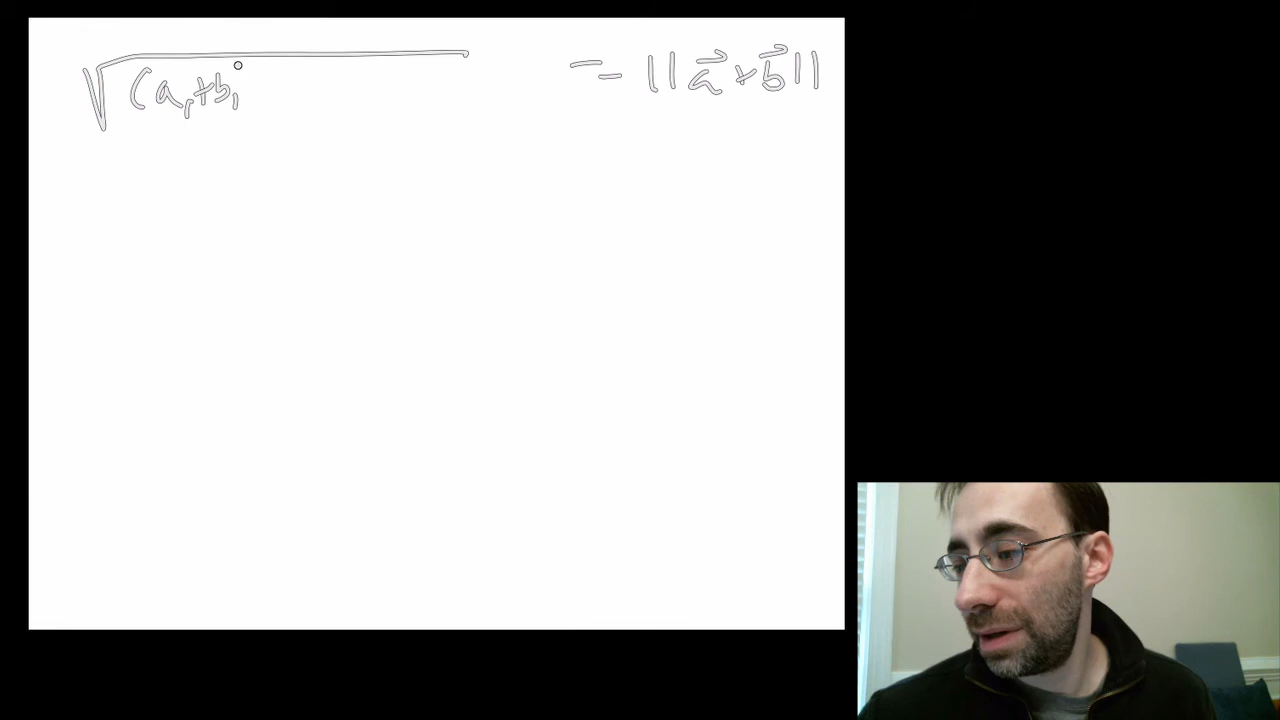 √(a₁+b₁ = ||a⃗+b⃗||